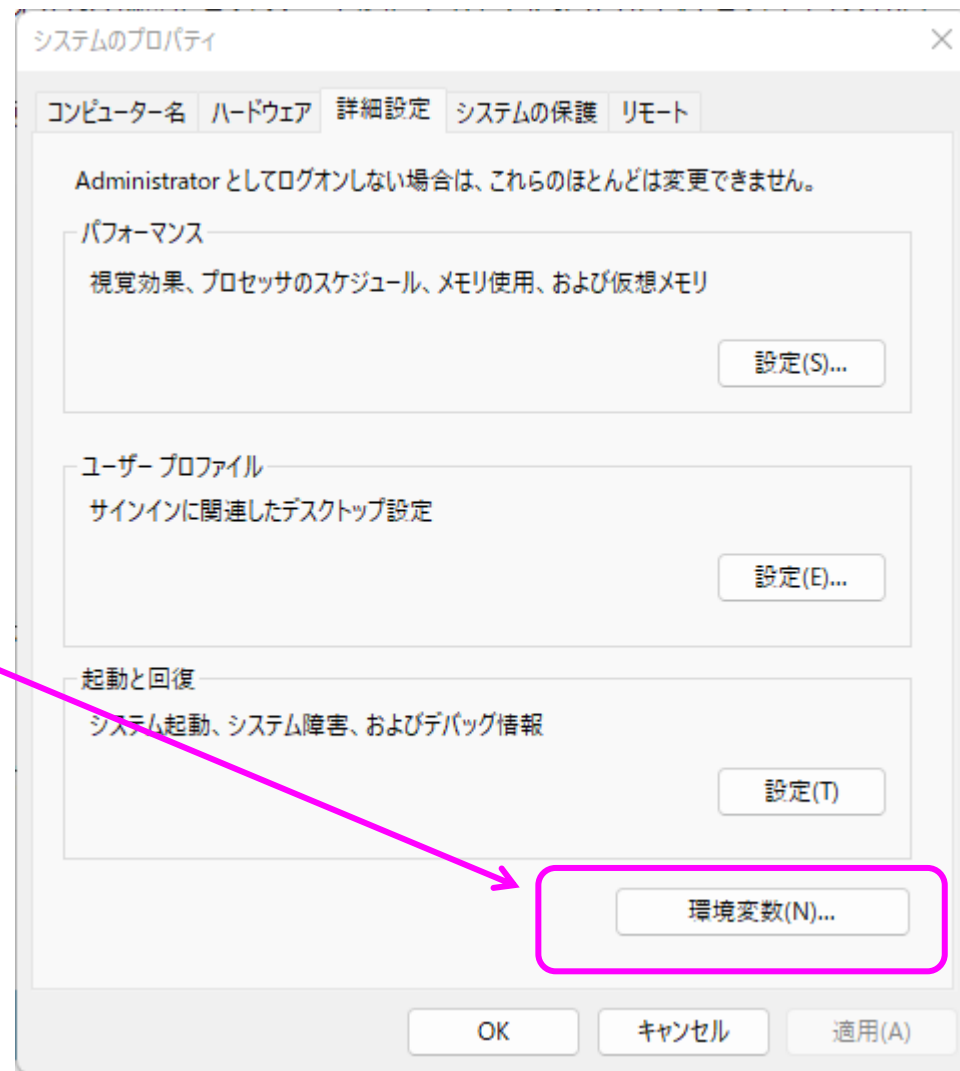 システムのプロパティ
コンピューター名 ハードウェア 詳細設定 システムの保護 リモート
Administrator としてログオンしない場合は、これらのほとんどは変更できません。
パフォーマンス
視覚効果、プロセッサのスケジュール、メモリ使用、および仮想メモリ
設定(S)...
ユーザー プロファイル
サインインに関連したデスクトップ設定
設定(E)...
起動と回復
システム起動、システム障害、およびデバッグ情報
設定(T)
環境変数(N)...
OK キャンセル 適用(A)